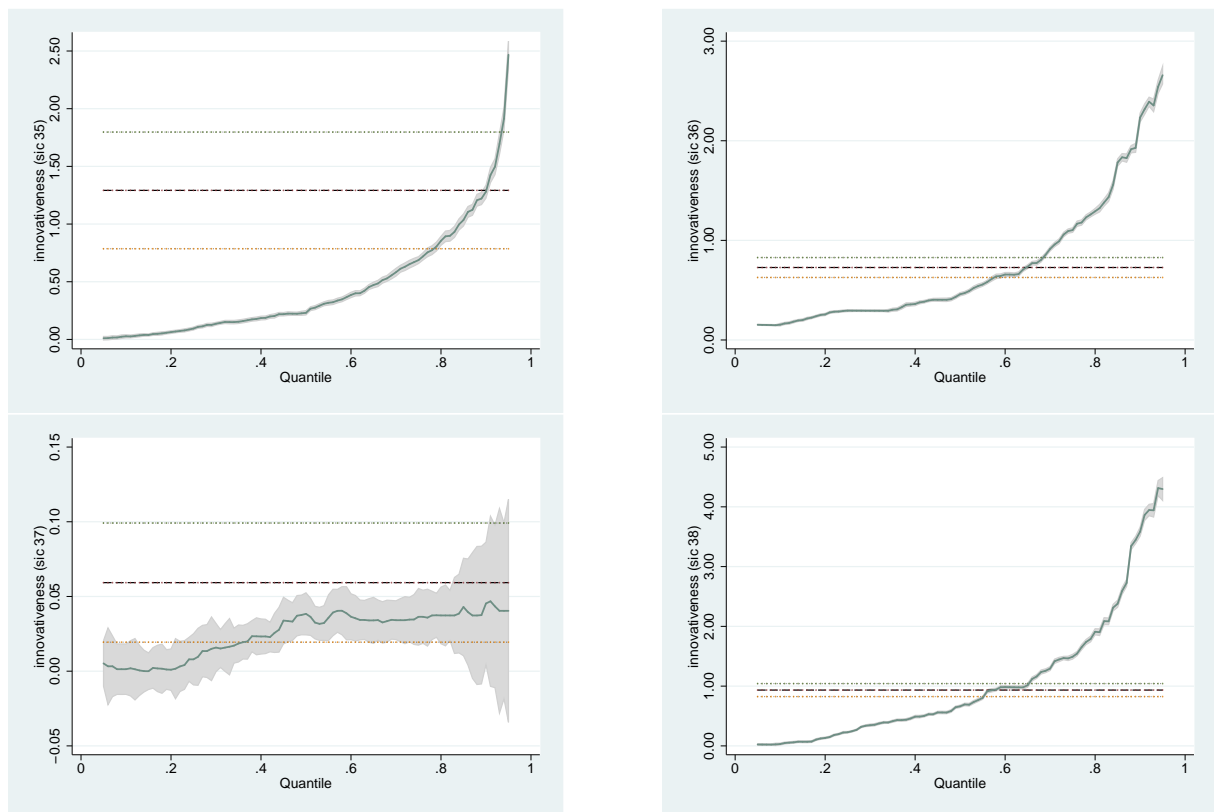 innovativeness (sic 35)
2.50
2.00
1.50
1.00
0.50
0.00
0 .2 .4 .6 .8 1
Quantile
innovativeness (sic 36)
3.00
2.00
1.00
0.00
0 .2 .4 .6 .8 1
Quantile
innovativeness (sic 37)
0.15
0.10
0.05
0.00
−0.05
0 .2 .4 .6 .8 1
Quantile
innovativeness (sic 38)
5.00
4.00
3.00
2.00
1.00
0.00
0 .2 .4 .6 .8 1
Quantile